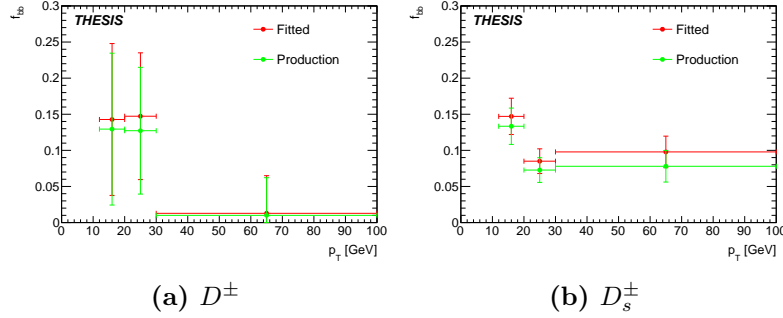 f_bb
0.3
0.25
0.2
0.15
0.1
0.05
0
THESIS
Fitted
Production
0 10 20 30 40 50 60 70 80 90 100
p_T [GeV]
(a) D^±
f_bb
0.3
0.25
0.2
0.15
0.1
0.05
0
THESIS
Fitted
Production
0 10 20 30 40 50 60 70 80 90 100
p_T [GeV]
(b) D_s^±